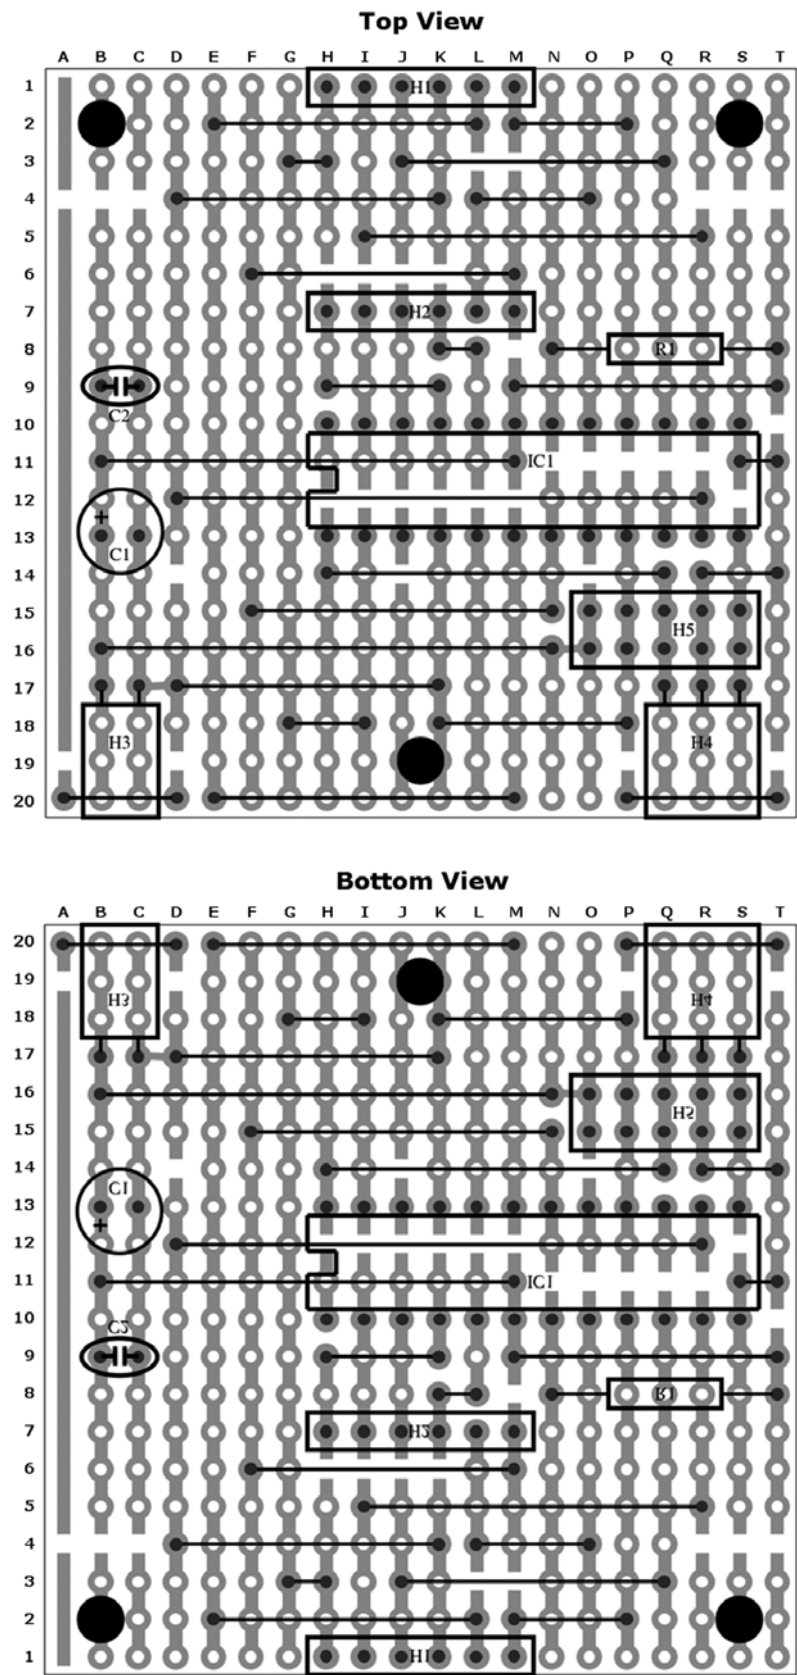 Top View
A B C D E F G H I J K L M N O P Q R S T
1 H1
2
3
4
5
6
7 H2
8 R1
9
C2
10
11 IC1
12
+
13
C1
14
15
H5
16
17
18
H3 H4
19
20
Bottom View
A B C D E F G H I J K L M N O P Q R S T
20
19
H3 H4
18
17
16
H5
15
14
C1
13
+
12
11 IC1
10
C2
9
8 R1
7 H2
6
5
4
3
2
1 H1